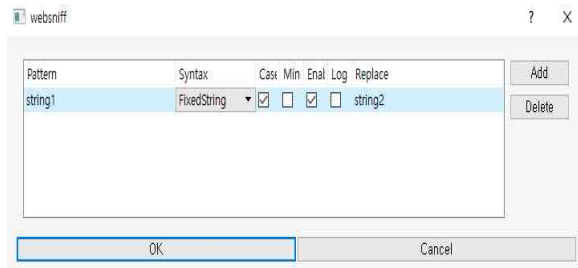 websniff
Pattern Syntax Case Min Enal Log Replace
string1 FixedString string2
Add
Delete
OK Cancel